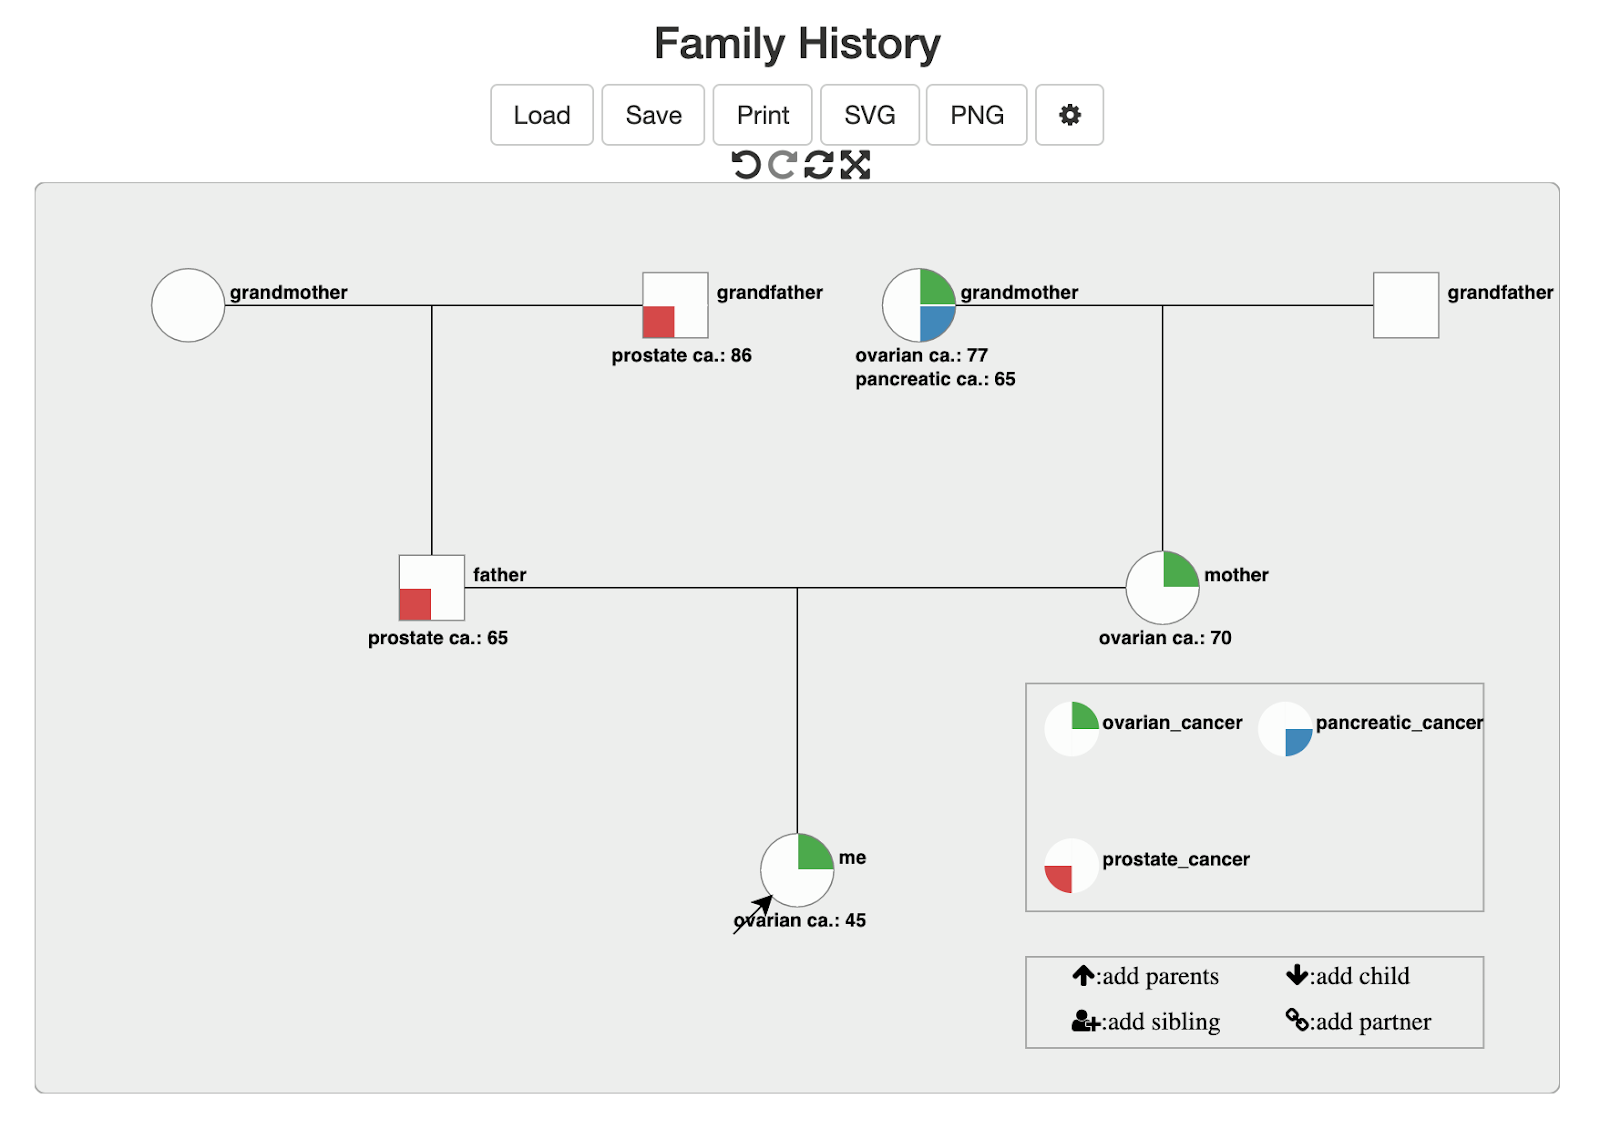 Family History
Load Save Print SVG PNG
grandmother grandfather grandmother grandfather
prostate ca.: 86 ovarian ca.: 77
pancreatic ca.: 65
father mother
prostate ca.: 65 ovarian ca.: 70
ovarian_cancer pancreatic_cancer
me prostate_cancer
ovarian ca.: 45
:add parents :add child
:add sibling :add partner